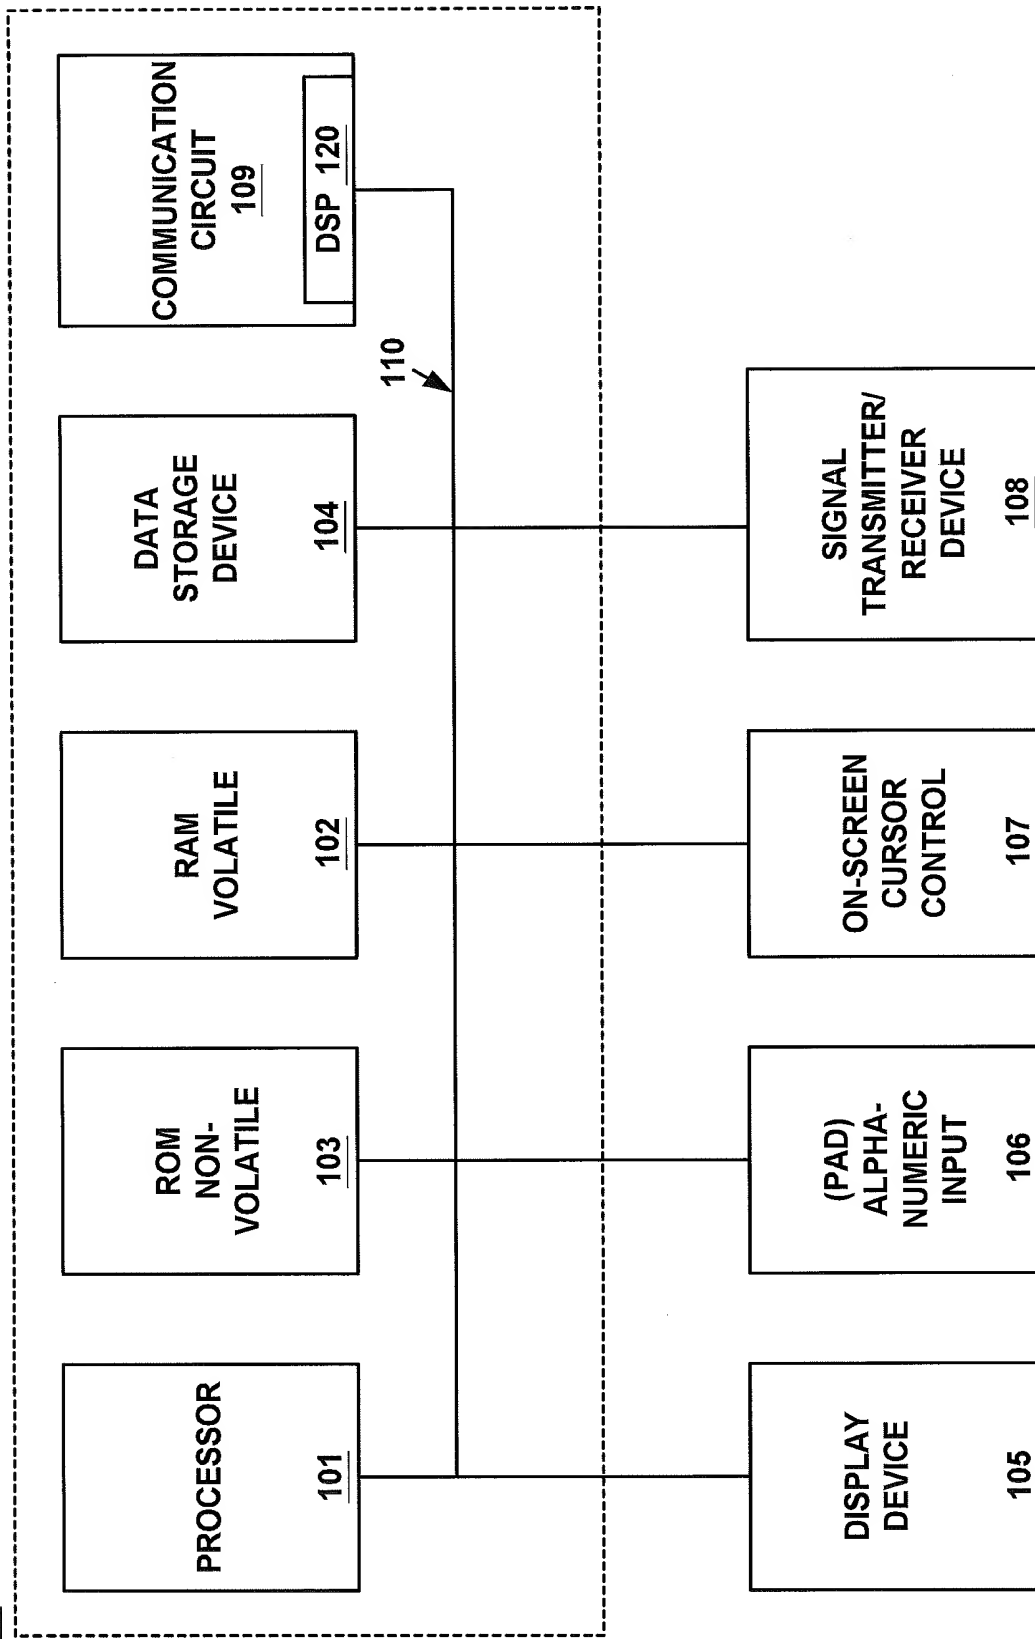 PROCESSOR
101
ROM
NON-
VOLATILE
103
RAM
VOLATILE
102
DATA
STORAGE
DEVICE
104
COMMUNICATION
CIRCUIT
109
DSP 120
110
DISPLAY
DEVICE
105
(PAD)
ALPHA-
NUMERIC
INPUT
106
ON-SCREEN
CURSOR
CONTROL
107
SIGNAL
TRANSMITTER/
RECEIVER
DEVICE
108